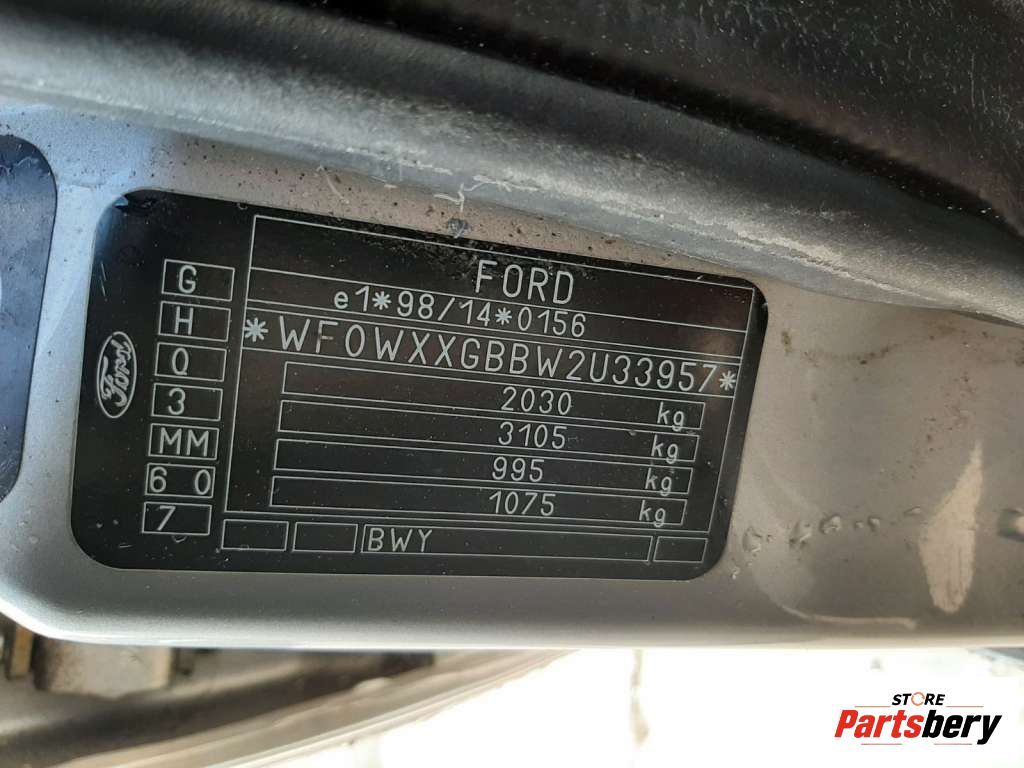 FORD
e1*98/14*0156
*WF0WXXGBBW2U33957*
2030 kg
3105 kg
995 kg
1075 kg
BWY
G
H
Q
3
MM
6 0
7
Ford
STORE
Partsbery